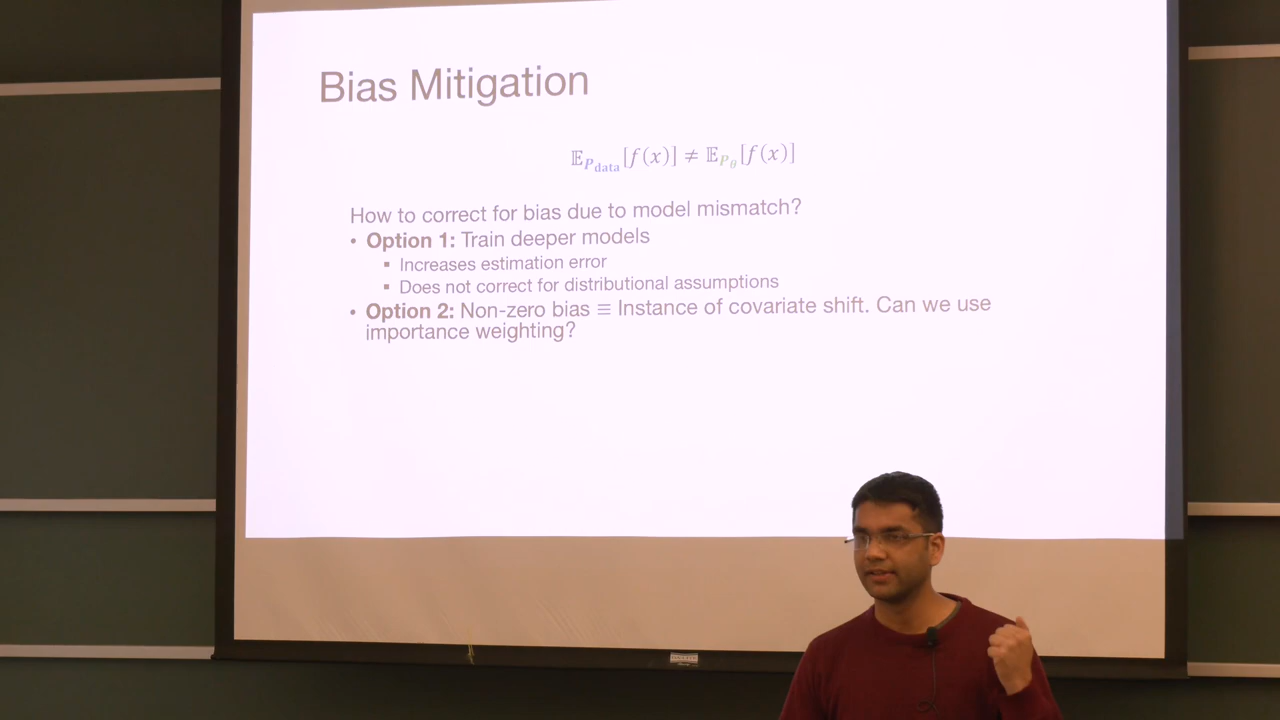 Bias Mitigation
𝔼_{P_data}[f(x)] ≠ 𝔼_{P_θ}[f(x)]
How to correct for bias due to model mismatch?
• Option 1: Train deeper models
▪ Increases estimation error
▪ Does not correct for distributional assumptions
• Option 2: Non-zero bias ≡ Instance of covariate shift. Can we use
importance weighting?